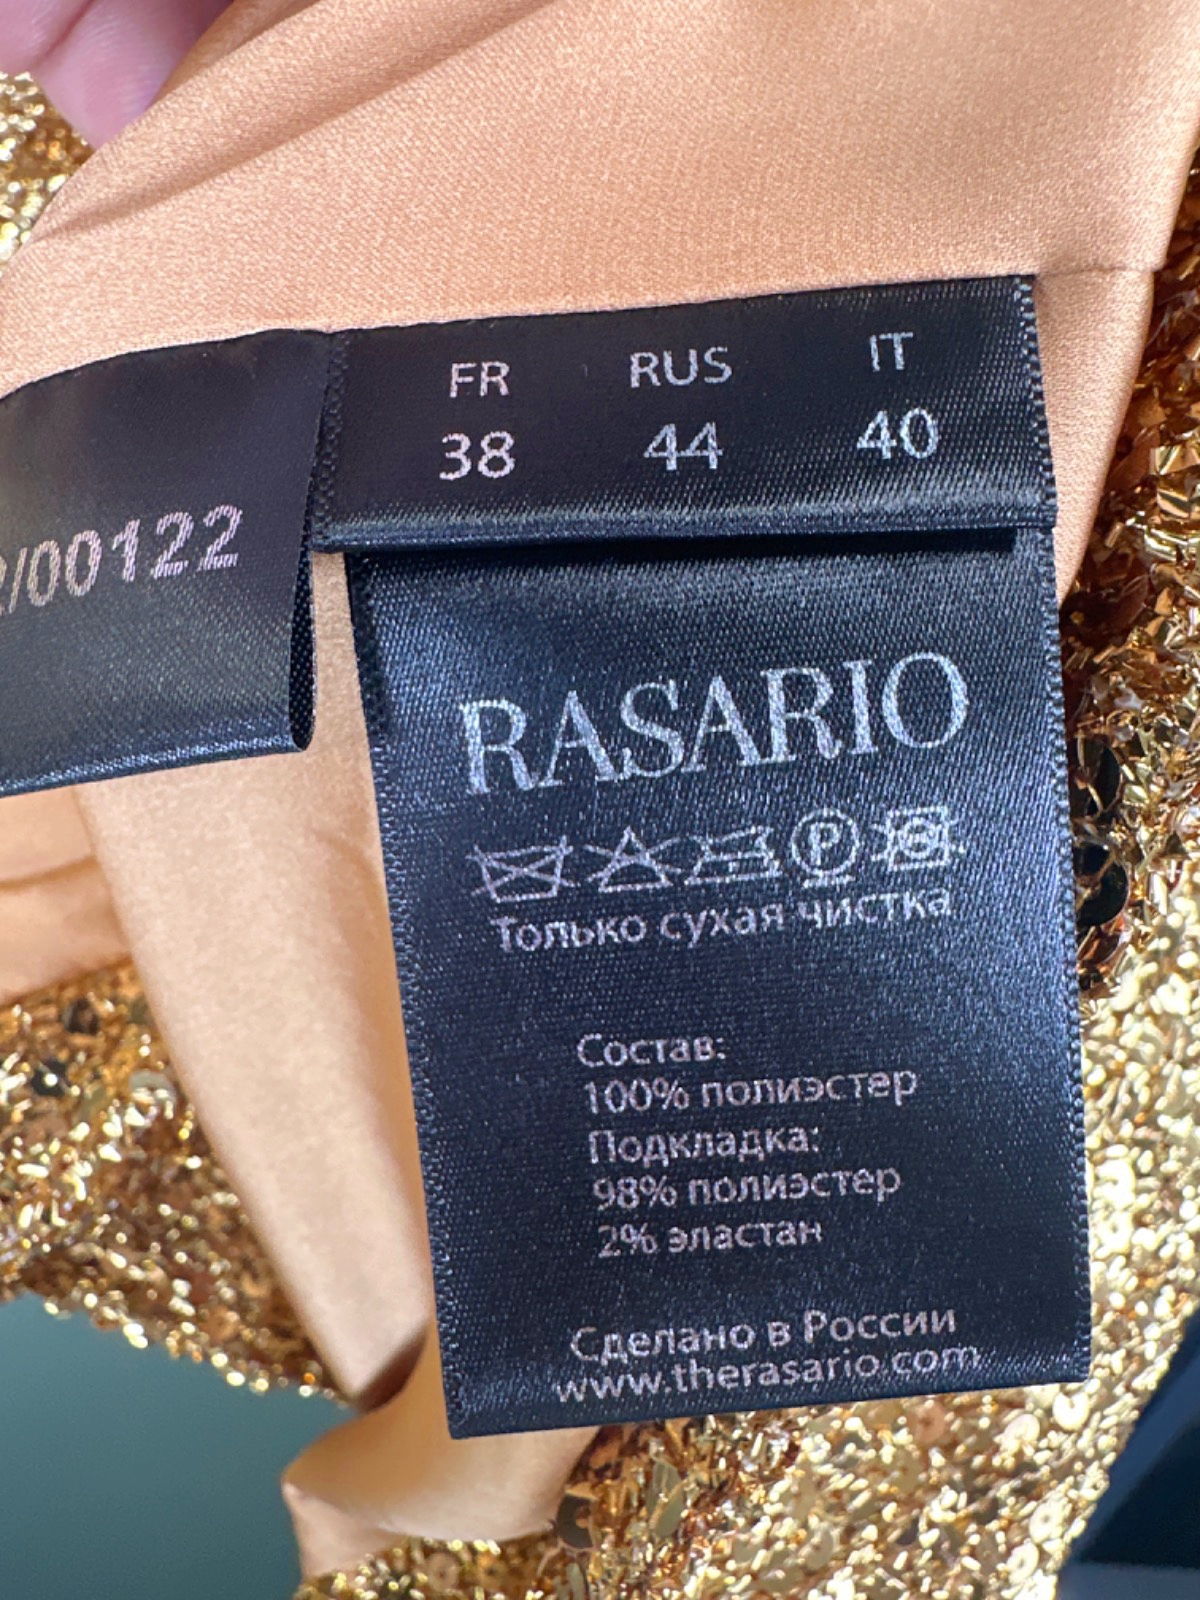 FR RUS IT
38 44 40
/00122
RASARIO
P
Только сухая чистка
Состав:
100% полиэстер
Подкладка:
98% полиэстер
2% эластан
Сделано в России
www.therasario.com